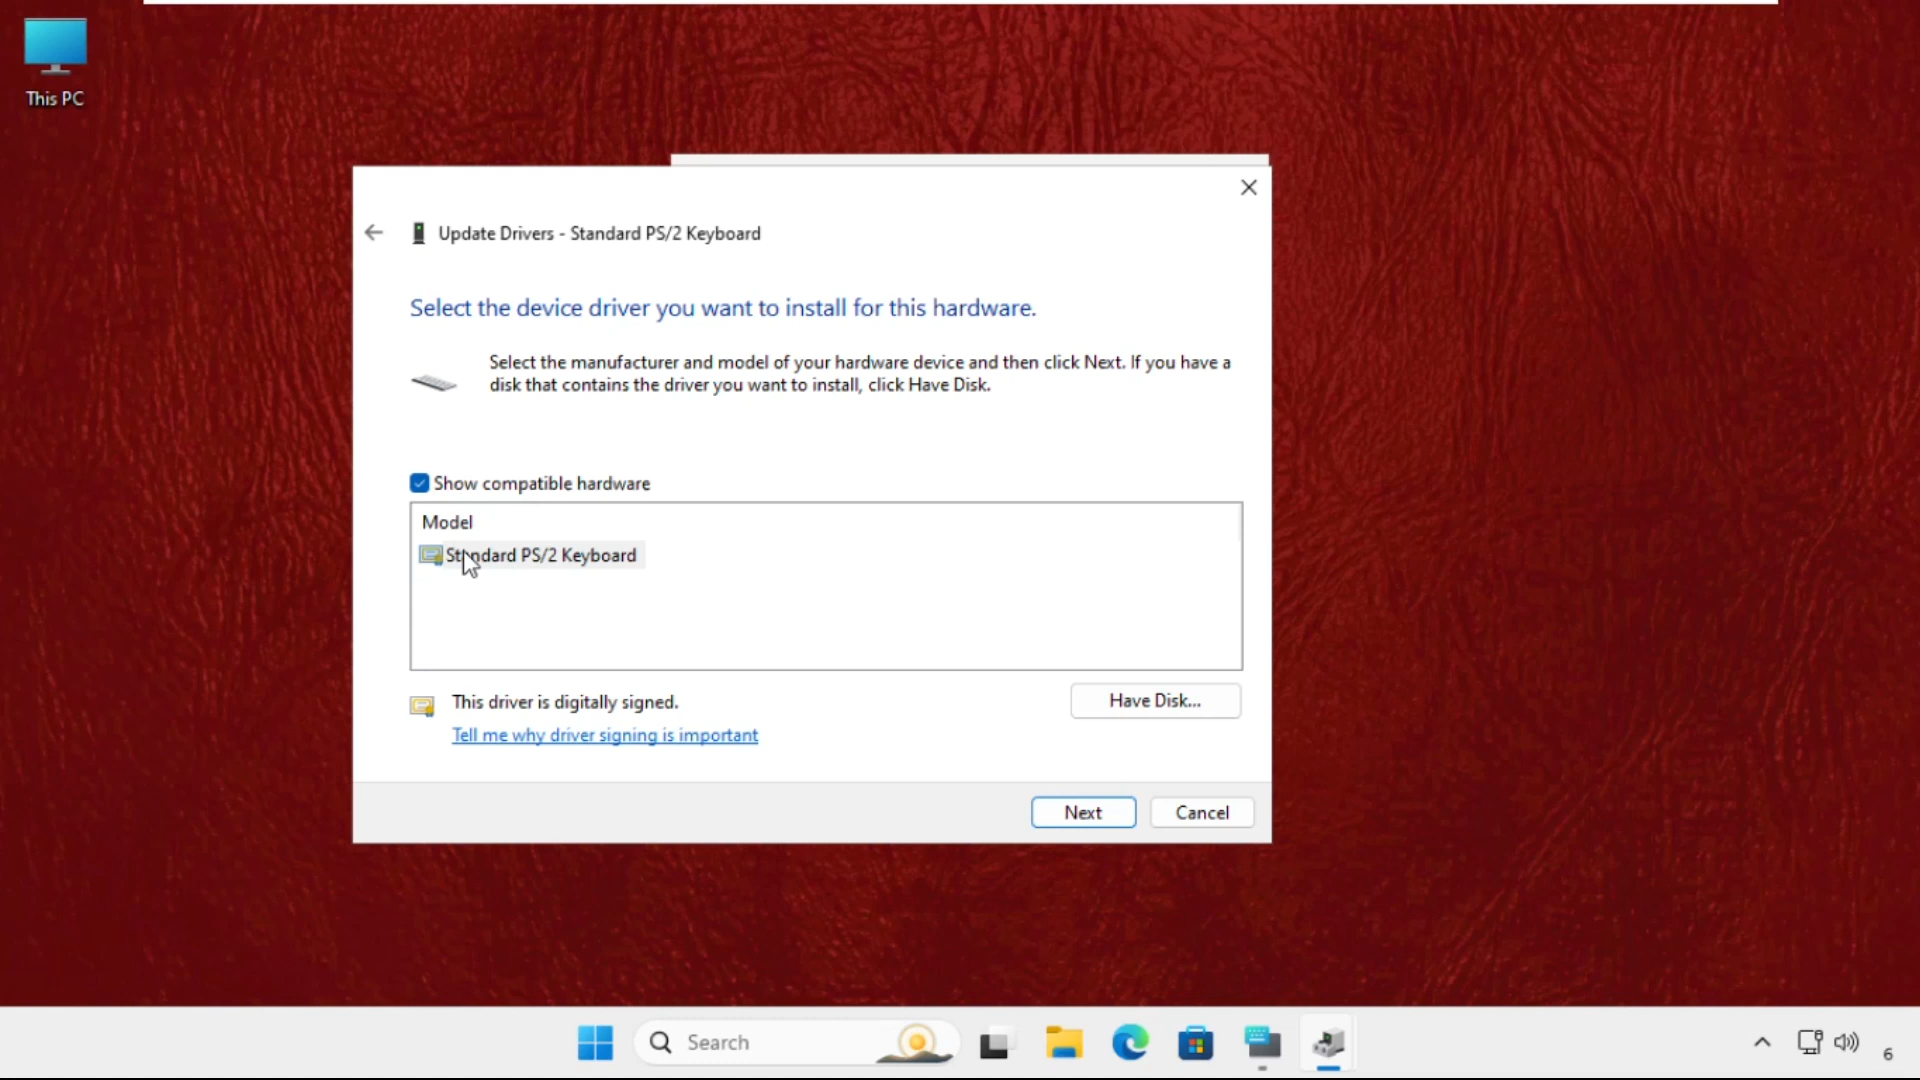 This PC
Update Drivers - Standard PS/2 Keyboard
Select the device driver you want to install for this hardware.
Select the manufacturer and model of your hardware device and then click Next. If you have a
disk that contains the driver you want to install, click Have Disk.
Show compatible hardware
Model
Standard PS/2 Keyboard
This driver is digitally signed.
Have Disk...
Tell me why driver signing is important
Next
Cancel
Search
6